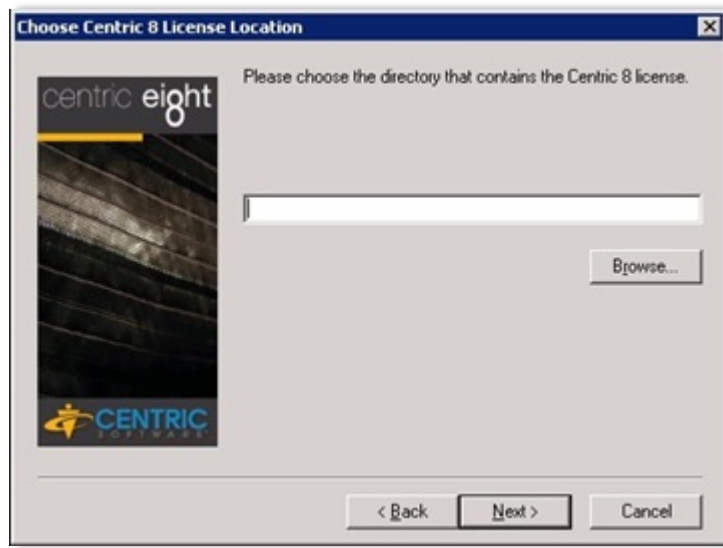 Choose Centric 8 License Location
centric eight
8
Please choose the directory that contains the Centric 8 license.
Browse...
CENTRIC
SOFTWARE
< Back
Next >
Cancel